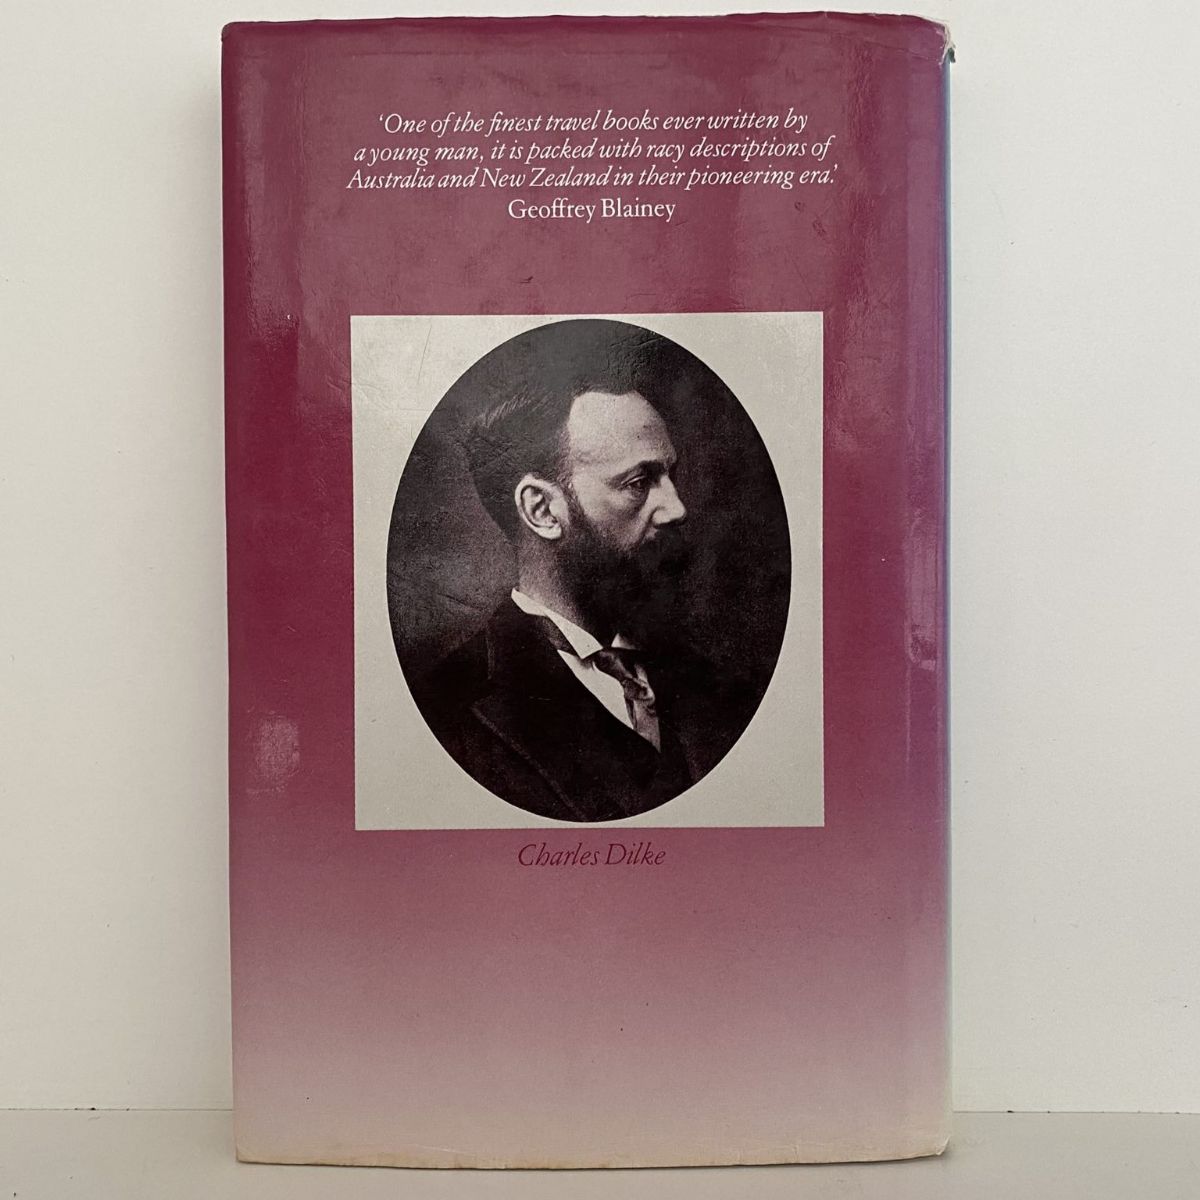 ‘One of the finest travel books ever written by
a young man, it is packed with racy descriptions of
Australia and New Zealand in their pioneering era.’
Geoffrey Blainey
Charles Dilke